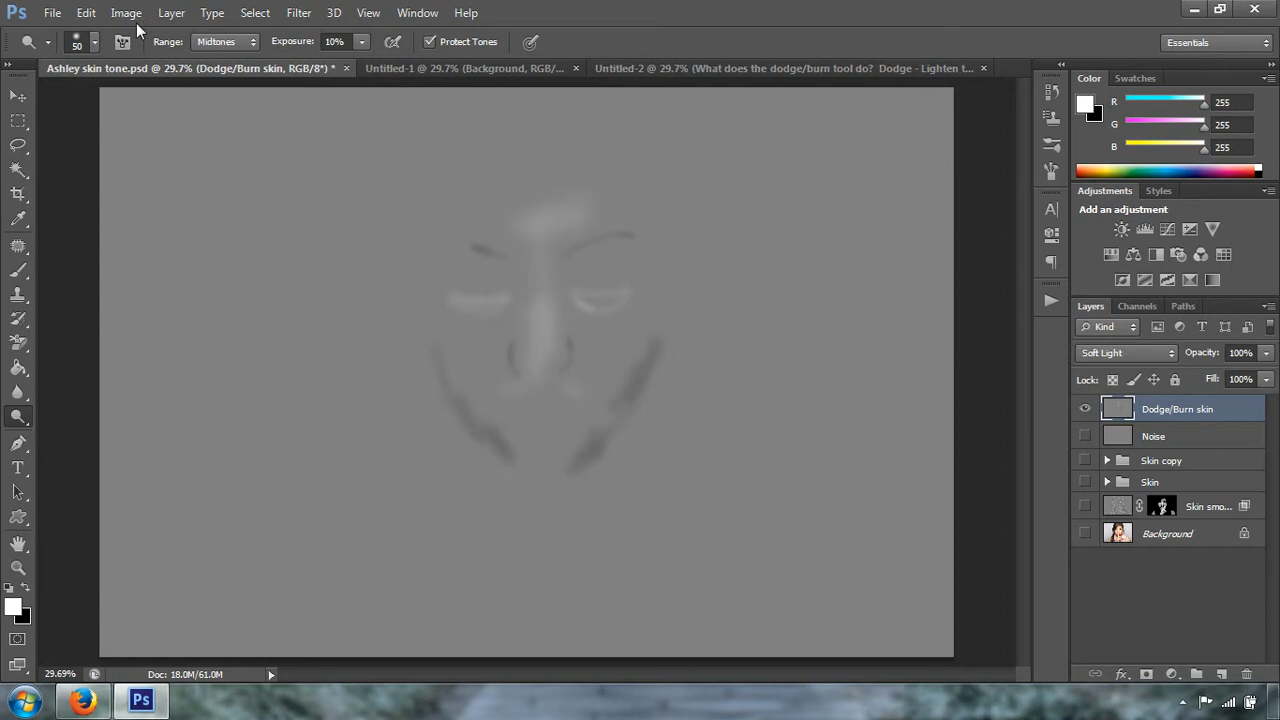 Ps File Edit Image Layer Type Select Filter 3D View Window Help
50 Range: Midtones Exposure: 10% Protect Tones Essentials
Ashley skin tone.psd @ 29.7% (Dodge/Burn skin, RGB/8*) * × Untitled-1 @ 29.7% (Background, RGB/... × Untitled-2 @ 29.7% (What does the dodge/burn tool do? Dodge - Lighten t... ×
Color Swatches
R 255
G 255
B 255
Adjustments Styles
Add an adjustment
Layers Channels Paths
Kind
Soft Light Opacity: 100%
Lock: Fill: 100%
Dodge/Burn skin
Noise
Skin copy
Skin
Skin smo...
Background
29.69% Doc: 18.0M/61.0M
Ps